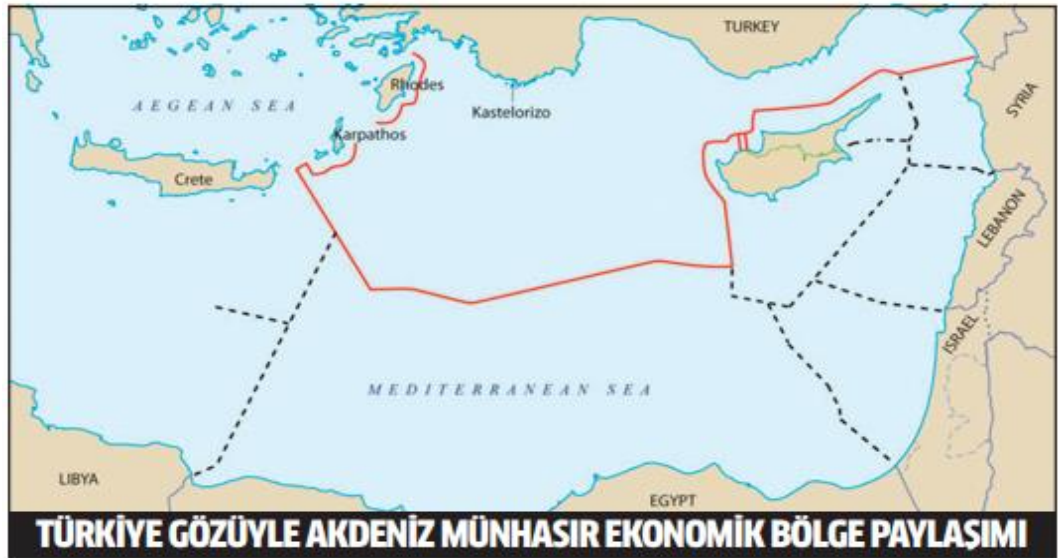 TURKEY
AEGEAN SEA
Rhodes
Kastelorizo
Karpathos
Crete
SYRIA
LEBANON
ISRAEL
MEDITERRANEAN SEA
LIBYA
EGYPT
TÜRKİYE GÖZÜYLE AKDENİZ MÜNHASIR EKONOMİK BÖLGE PAYLAŞIMI